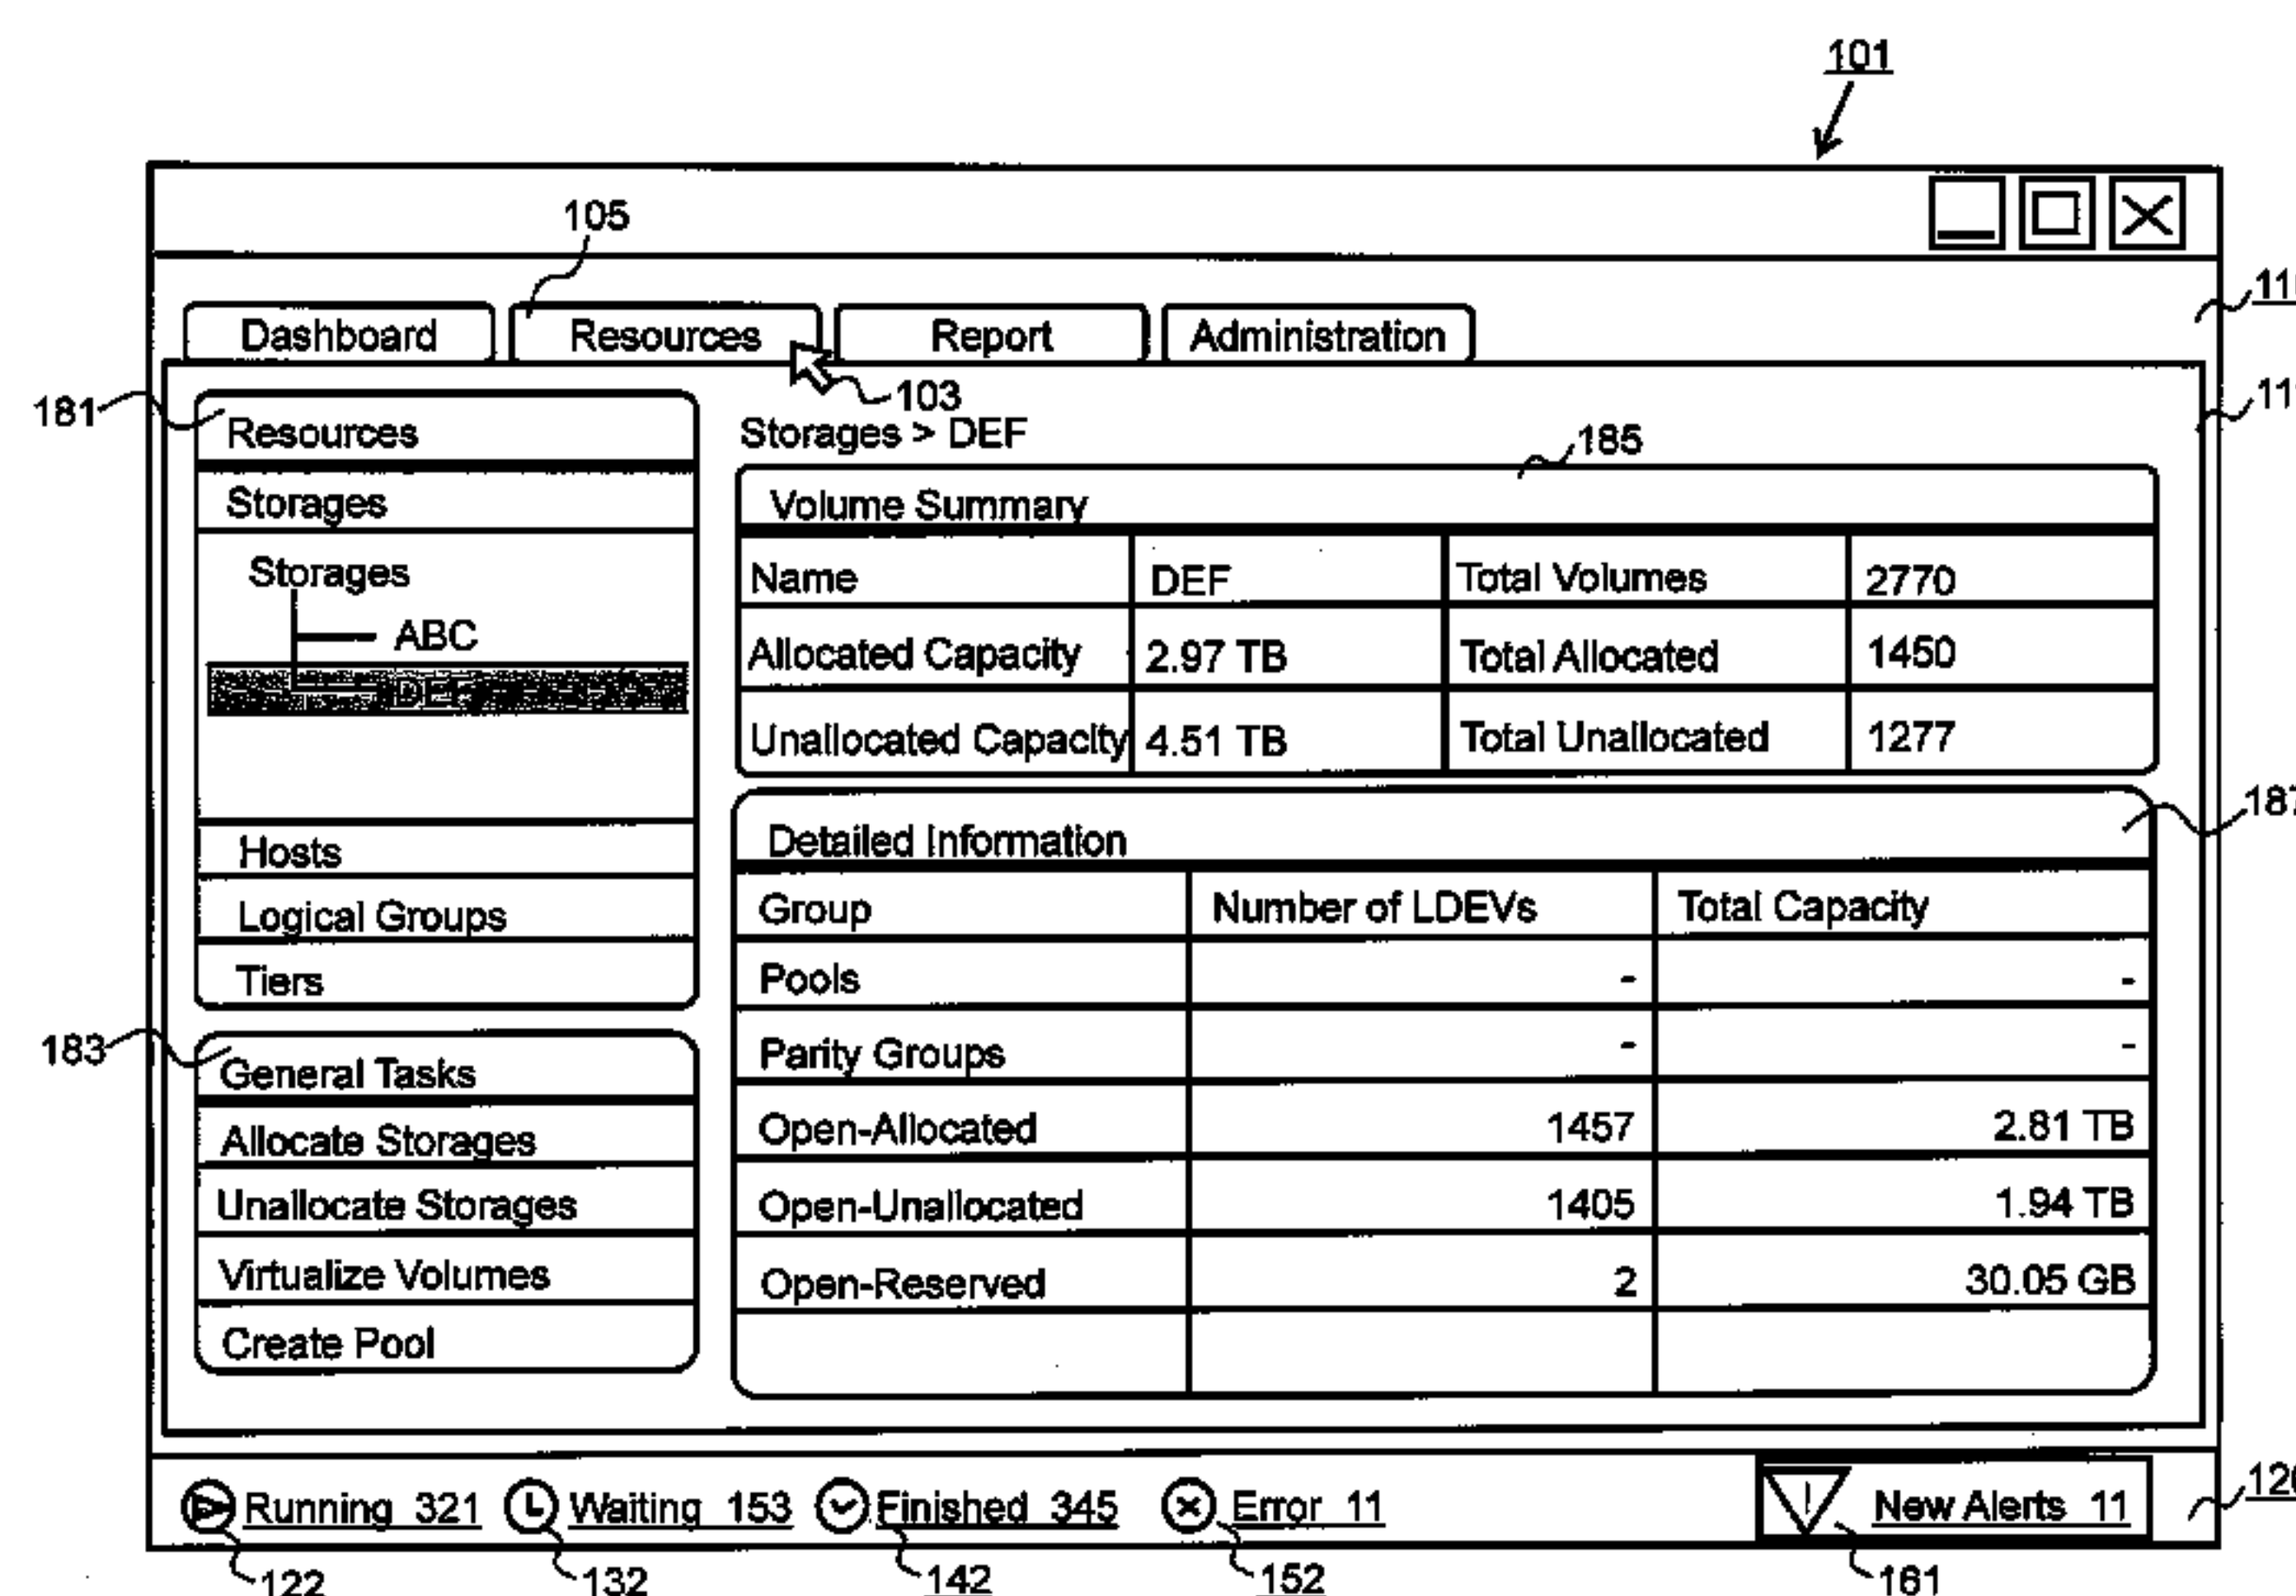 101
105
Dashboard Resources Report Administration
103
181
Resources
Storages > DEF
185
Storages
Volume Summary
Storages
ABC
DEF
Name DEF Total Volumes 2770
Allocated Capacity 2.97 TB Total Allocated 1450
Unallocated Capacity 4.51 TB Total Unallocated 1277
187
Hosts
Logical Groups
Tiers
Detailed Information
Group Number of LDEVs Total Capacity
Pools - -
Parity Groups - -
Open-Allocated 1457 2.81 TB
Open-Unallocated 1405 1.94 TB
Open-Reserved 2 30.05 GB
183
General Tasks
Allocate Storages
Unallocate Storages
Virtualize Volumes
Create Pool
Running 321 Waiting 153 Finished 345 Error 11 New Alerts 11
120
122 132 142 152 161